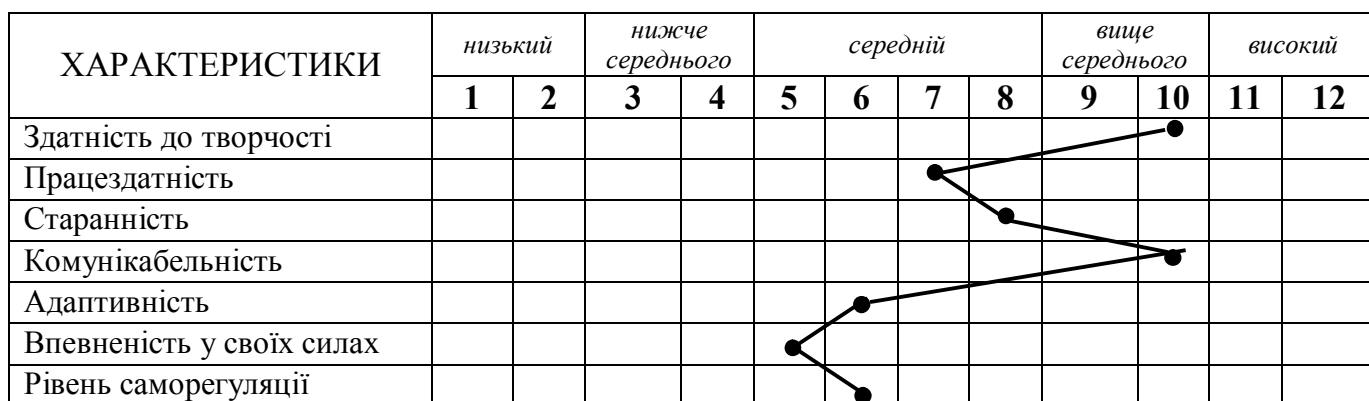 ХАРАКТЕРИСТИКИ
низький нижче середній вище високий
середнього середнього
1 2 3 4 5 6 7 8 9 10 11 12
Здатність до творчості
Працездатність
Старанність
Комунікабельність
Адаптивність
Впевненість у своїх силах
Рівень саморегуляції